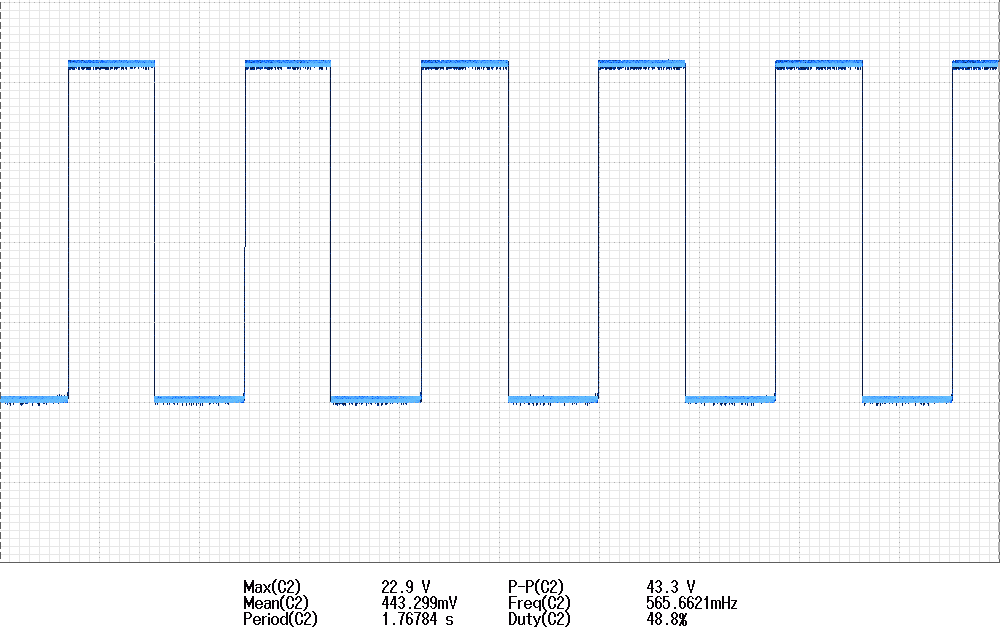 Max(C2) 22.9 V P-P(C2) 43.3 V
Mean(C2) 443.299mV Freq(C2) 565.6621mHz
Period(C2) 1.76784 s Duty(C2) 48.8%